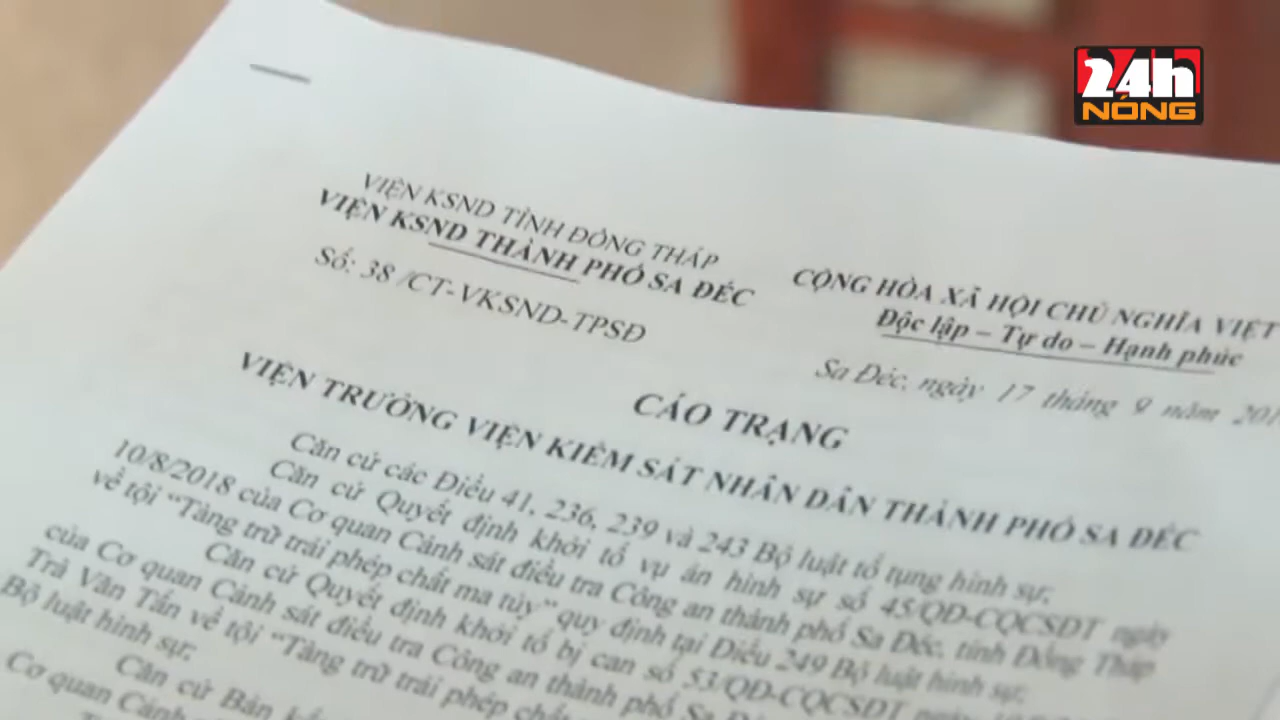 24h
NÓNG
VIỆN KSND TỈNH ĐỒNG THÁP
VIỆN KSND THÀNH PHỐ SA ĐÉC
Số: 38 /CT-VKSND-TPSĐ
CỘNG HÒA XÃ HỘI CHỦ NGHĨA VIỆT
Độc lập – Tự do – Hạnh phúc
Sa Đéc, ngày 17 tháng 9 năm 201
CÁO TRẠNG
VIỆN TRƯỞNG VIỆN KIỂM SÁT NHÂN DÂN THÀNH PHỐ SA ĐÉC
Căn cứ các Điều 41, 236, 239 và 243 Bộ luật tố tụng hình sự;
Căn cứ Quyết định khởi tố vụ án hình sự số 45/QĐ-CQCSĐT ngày
10/8/2018 của Cơ quan Cảnh sát điều tra Công an thành phố Sa Đéc, tỉnh Đồng Tháp
về tội “Tàng trữ trái phép chất ma túy” quy định tại Điều 249 Bộ luật hình sự;
Căn cứ Quyết định khởi tố bị can số 53/QĐ-CQCSĐT ngày
của Cơ quan Cảnh sát điều tra Công an thành phố Sa
Trà Văn Tấn về tội “Tàng trữ trái phép
Bộ luật hình sự;
Căn cứ Bản
Cơ quan Cảnh